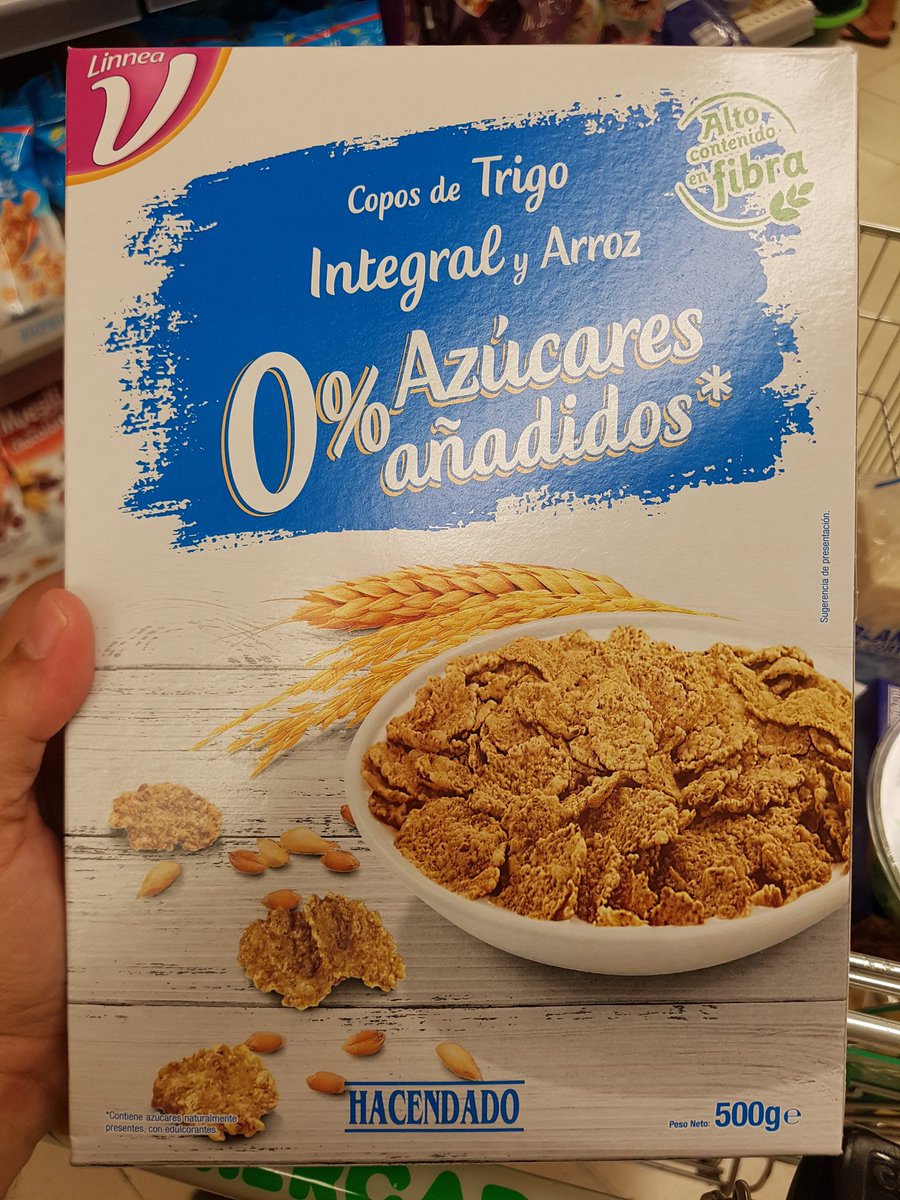 Linnea
V
Alto
contenido
en fibra
Copos de Trigo
Integral y Arroz
0% Azúcares
añadidos*
Sugerencia de presentación.
*Contiene azúcares naturalmente
presentes, con edulcorantes.
HACENDADO
Peso Neto: 500g e